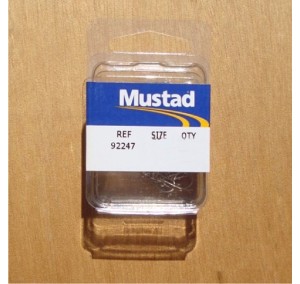 Mustad
REF SIZE QTY
92247